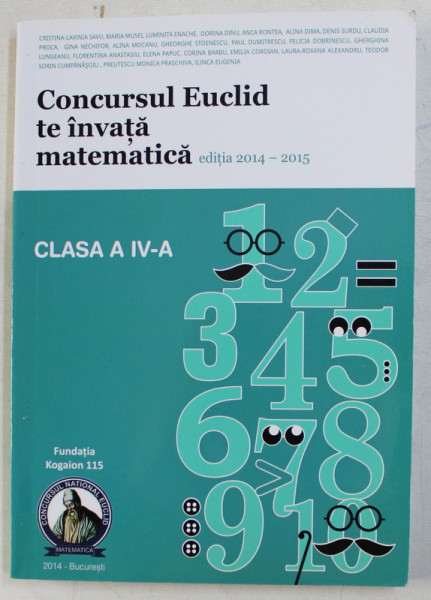 CRISTINA-LAVINIA SAVU, MARIA MUSEI, LUMINIȚA ENACHE, DORINA DINU, ANCA RONTEA, ALINA DIMA, DENIS SURDU, CLAUDIA
PROCA, GINA NECHIFOR, ALINA MOCANU, GHEORGHE STOENESCU, PAUL DUMITRESCU, FELICIA DOBRINESCU, GHERGHINA
LUNGEANU, FLORENTINA ANASTASIU, ELENA PAPUC, CORINA BARBU, EMILIA COROIAN, LAURA-ROXANA ALEXANDRU, TEODOR
SORIN CUMPĂNĂȘOIU, PREUTESCU MONICA PRASCHIVA, ILINCA EUGENIA
Concursul Euclid
te învață
matematică ediția 2014 – 2015
CLASA A IV-A
1 2 =
3 4 5
6 7 8
9 10
Fundația
Kogaion 115
CONCURSUL NATIONAL EUCLID
MATEMATICA
2014 - București